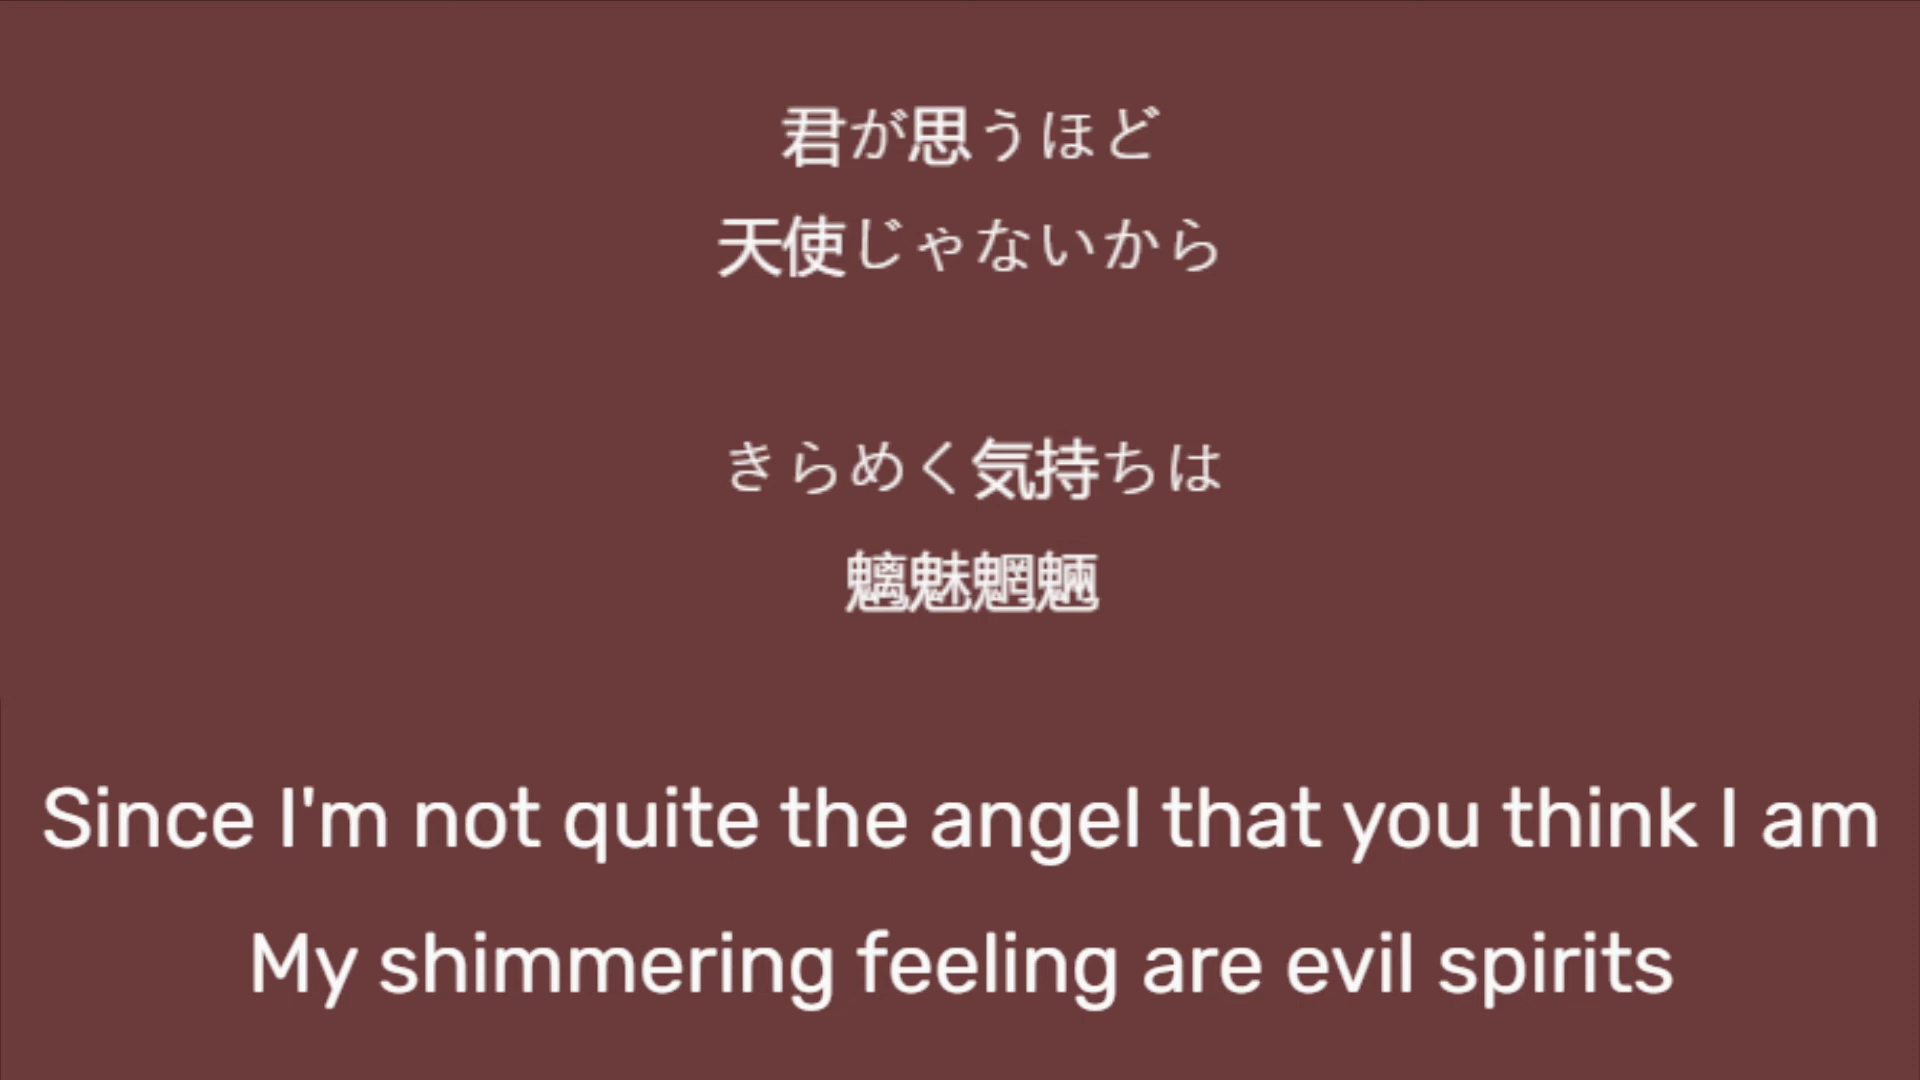 君が思うほど
天使じゃないから
きらめく気持ちは
魑魅魍魎
Since I'm not quite the angel that you think I am
My shimmering feeling are evil spirits